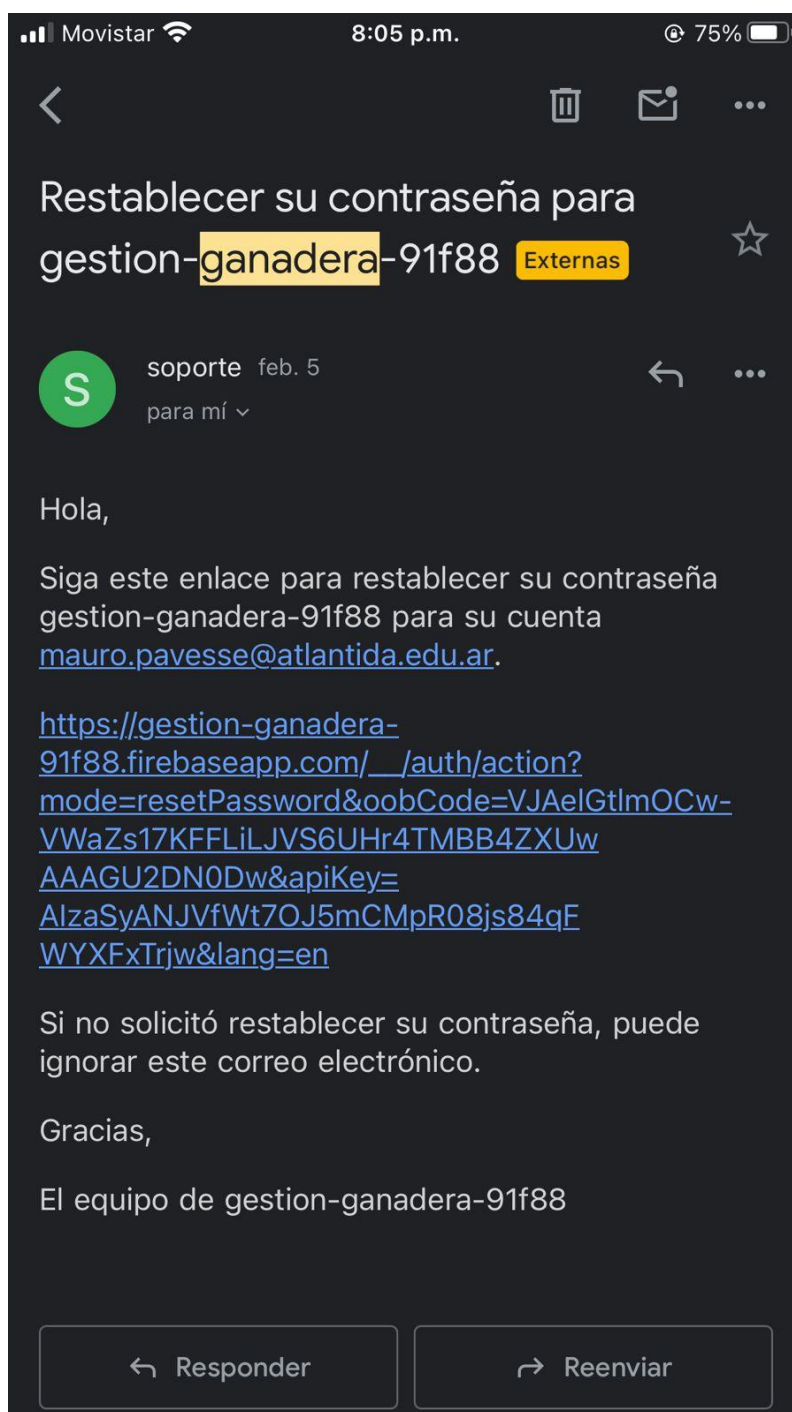 Movistar 8:05 p.m. 75%
Restablecer su contraseña para
gestion-ganadera-91f88 Externas
S
soporte feb. 5
para mí
Hola,
Siga este enlace para restablecer su contraseña
gestion-ganadera-91f88 para su cuenta
mauro.pavesse@atlantida.edu.ar.
https://gestion-ganadera-
91f88.firebaseapp.com/__/auth/action?
mode=resetPassword&oobCode=VJAelGtlmOCw-
VWaZs17KFFLiLJVS6UHr4TMBB4ZXUw
AAAGU2DN0Dw&apiKey=
AIzaSyANJVfWt7OJ5mCMpR08js84qF
WYXFxTrjw&lang=en
Si no solicitó restablecer su contraseña, puede
ignorar este correo electrónico.
Gracias,
El equipo de gestion-ganadera-91f88
Responder
Reenviar